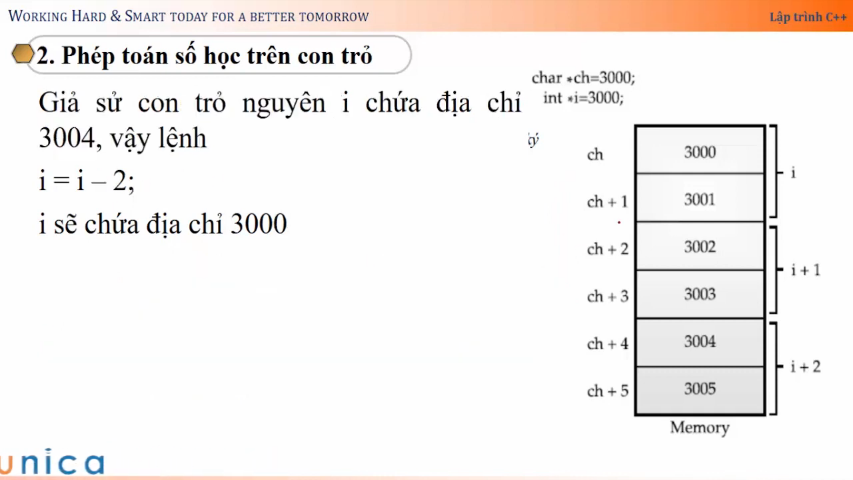 WORKING HARD & SMART TODAY FOR A BETTER TOMORROW
Lập trình C++
2. Phép toán số học trên con trỏ
Giả sử con trỏ nguyên i chứa địa chỉ
3004, vậy lệnh
i = i – 2;
i sẽ chứa địa chỉ 3000
char *ch=3000;
int *i=3000;
ch 3000
i
ch + 1 3001
ch + 2 3002
i + 1
ch + 3 3003
ch + 4 3004
i + 2
ch + 5 3005
Memory
unica